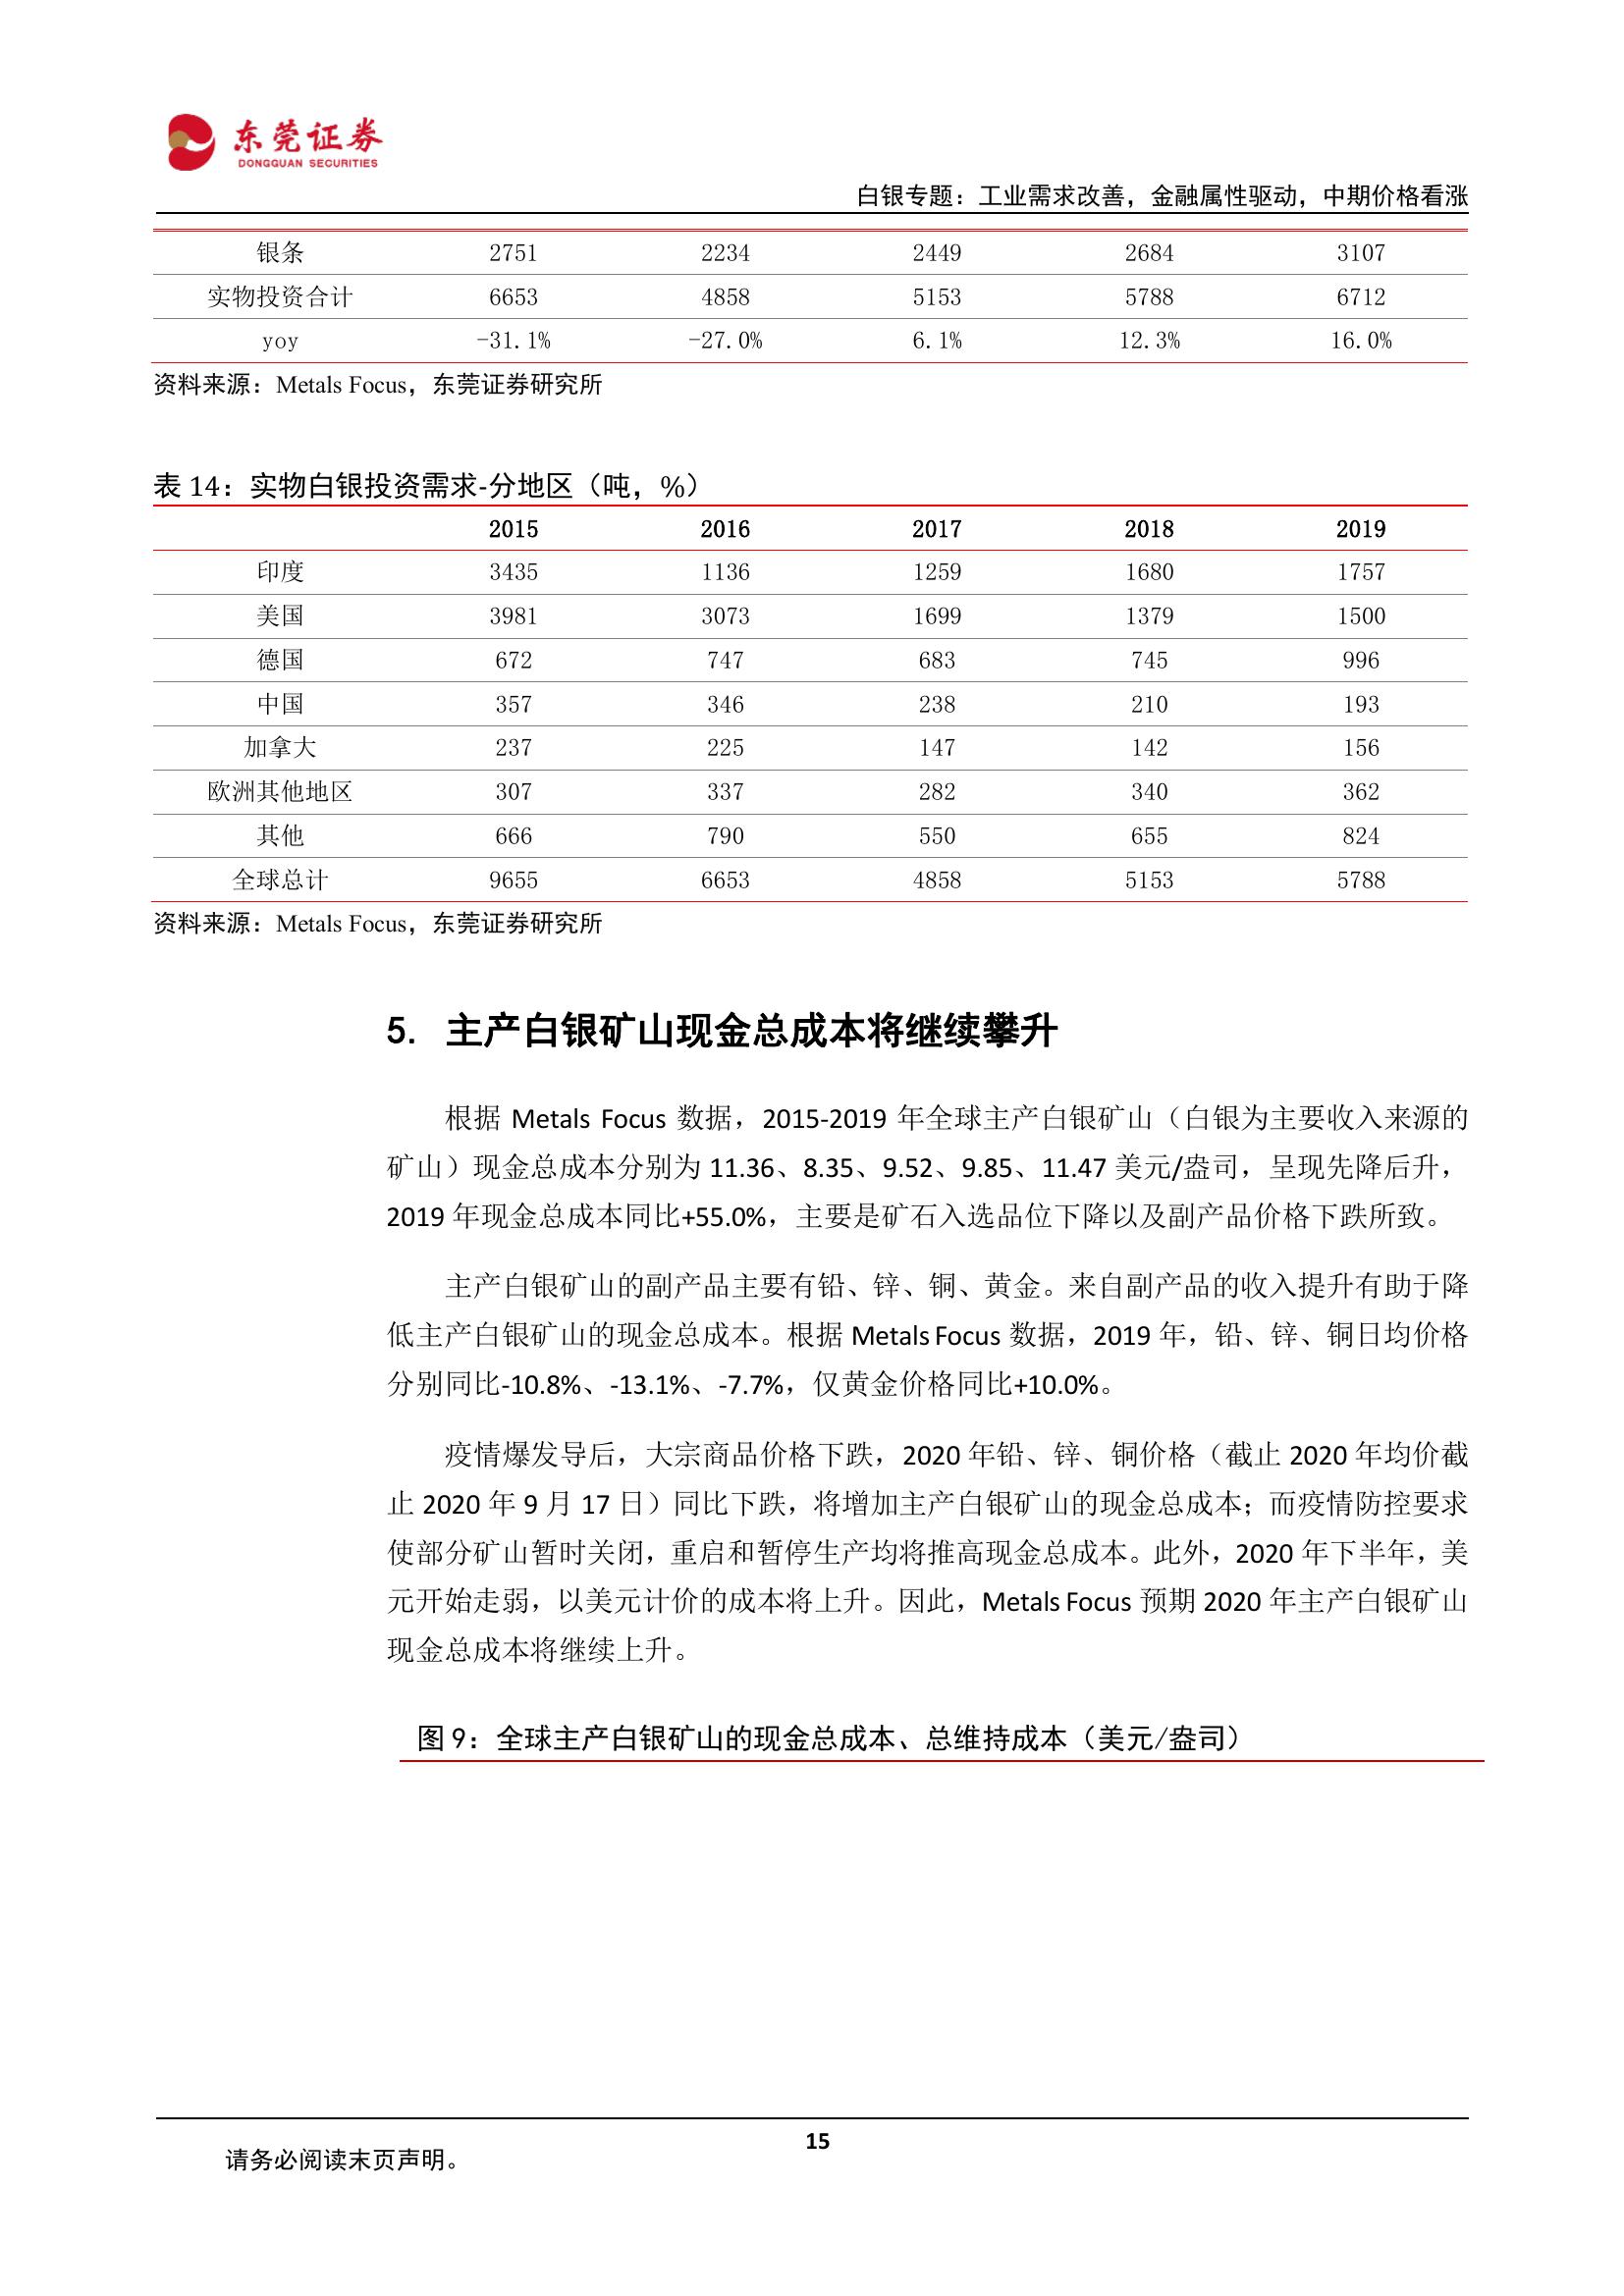 东莞证券
DONGGUAN SECURITIES
白银专题：工业需求改善，金融属性驱动，中期价格看涨
银条 2751 2234 2449 2684 3107
实物投资合计 6653 4858 5153 5788 6712
yoy -31.1% -27.0% 6.1% 12.3% 16.0%
资料来源：Metals Focus，东莞证券研究所
表 14：实物白银投资需求-分地区（吨，%）
2015 2016 2017 2018 2019
印度 3435 1136 1259 1680 1757
美国 3981 3073 1699 1379 1500
德国 672 747 683 745 996
中国 357 346 238 210 193
加拿大 237 225 147 142 156
欧洲其他地区 307 337 282 340 362
其他 666 790 550 655 824
全球总计 9655 6653 4858 5153 5788
资料来源：Metals Focus，东莞证券研究所
5. 主产白银矿山现金总成本将继续攀升
根据 Metals Focus 数据，2015-2019 年全球主产白银矿山（白银为主要收入来源的
矿山）现金总成本分别为 11.36、8.35、9.52、9.85、11.47 美元/盎司，呈现先降后升，
2019 年现金总成本同比+55.0%，主要是矿石入选品位下降以及副产品价格下跌所致。
主产白银矿山的副产品主要有铅、锌、铜、黄金。来自副产品的收入提升有助于降
低主产白银矿山的现金总成本。根据 Metals Focus 数据，2019 年，铅、锌、铜日均价格
分别同比-10.8%、-13.1%、-7.7%，仅黄金价格同比+10.0%。
疫情爆发导后，大宗商品价格下跌，2020 年铅、锌、铜价格（截止 2020 年均价截
止 2020 年 9 月 17 日）同比下跌，将增加主产白银矿山的现金总成本；而疫情防控要求
使部分矿山暂时关闭，重启和暂停生产均将推高现金总成本。此外，2020 年下半年，美
元开始走弱，以美元计价的成本将上升。因此，Metals Focus 预期 2020 年主产白银矿山
现金总成本将继续上升。
图 9：全球主产白银矿山的现金总成本、总维持成本（美元/盎司）
15
请务必阅读末页声明。